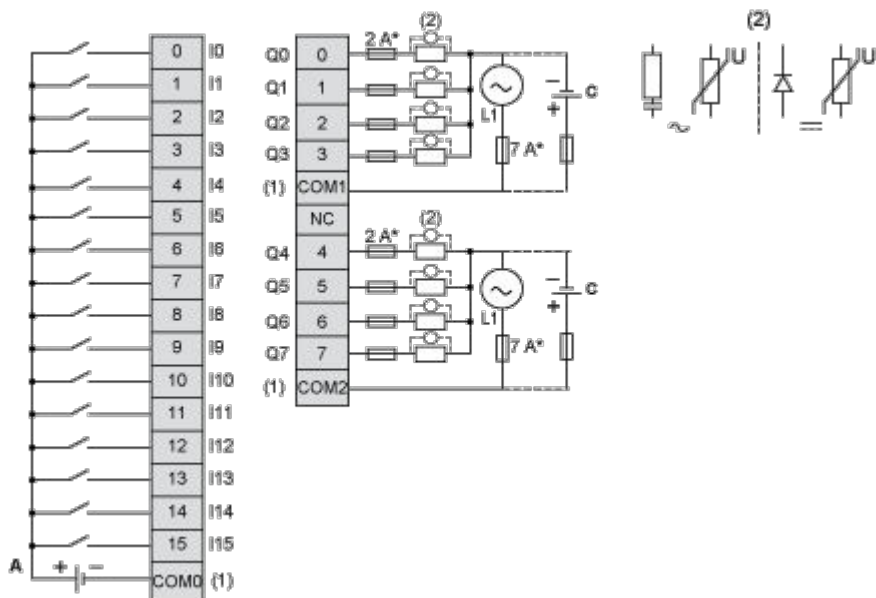 0 I0
1 I1
2 I2
3 I3
4 I4
5 I5
6 I6
7 I7
8 I8
9 I9
10 I10
11 I11
12 I12
13 I13
14 I14
15 I15
A + − COM0 (1)
(2)
Q0 0 2 A*
Q1 1
Q2 2
Q3 3
L1
7 A*
− + C
(1) COM1
NC
(2)
Q4 4 2 A*
Q5 5
Q6 6
Q7 7
L1
7 A*
− + C
(1) COM2
(2)
U U
~ =